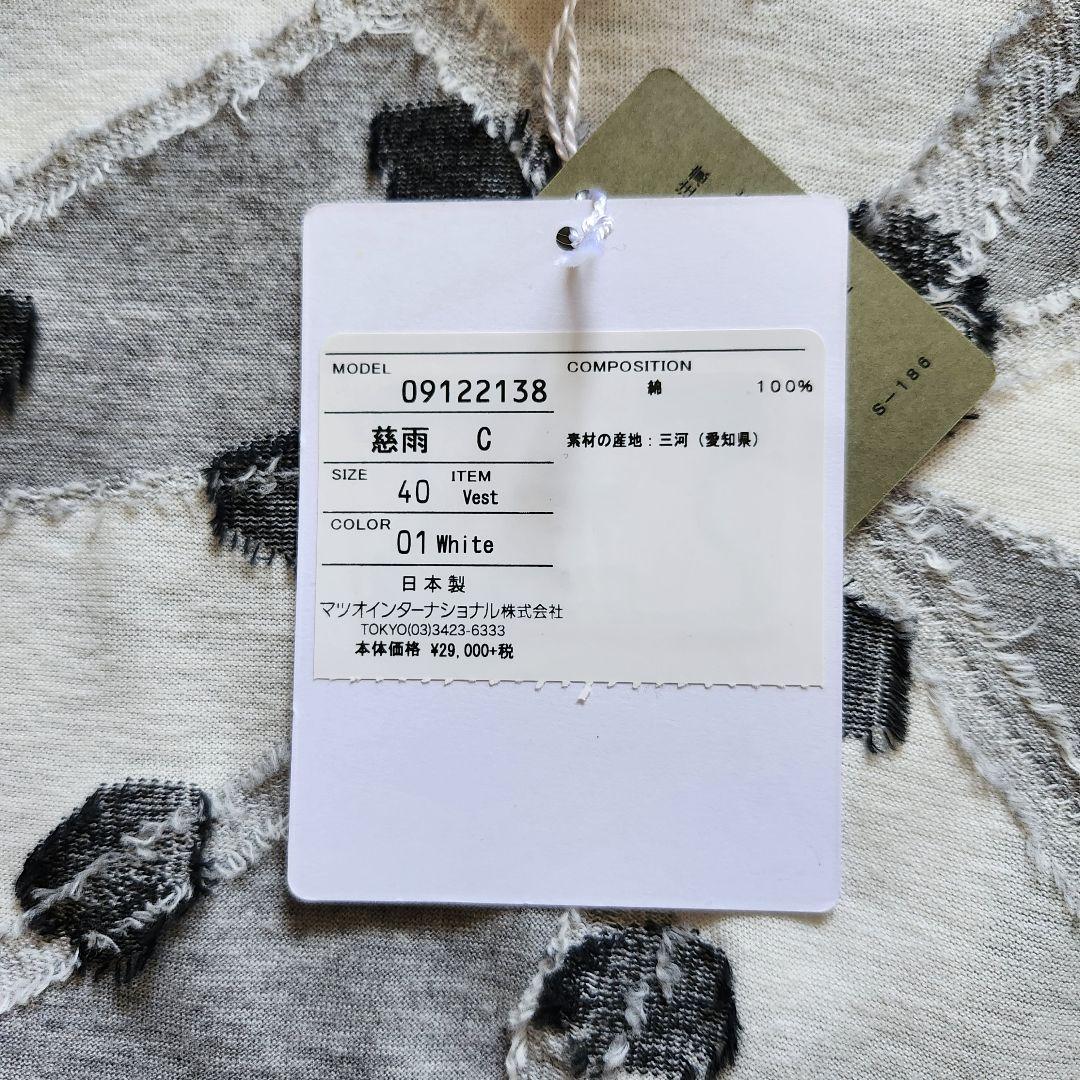 注意
S-186
MODEL
09122138
慈雨 C
SIZE 40 ITEM Vest
COLOR 01 White
日本製
マツオインターナショナル株式会社
TOKYO(03)3423-6333
本体価格 ¥29,000+税
COMPOSITION
綿 100%
素材の産地：三河（愛知県）